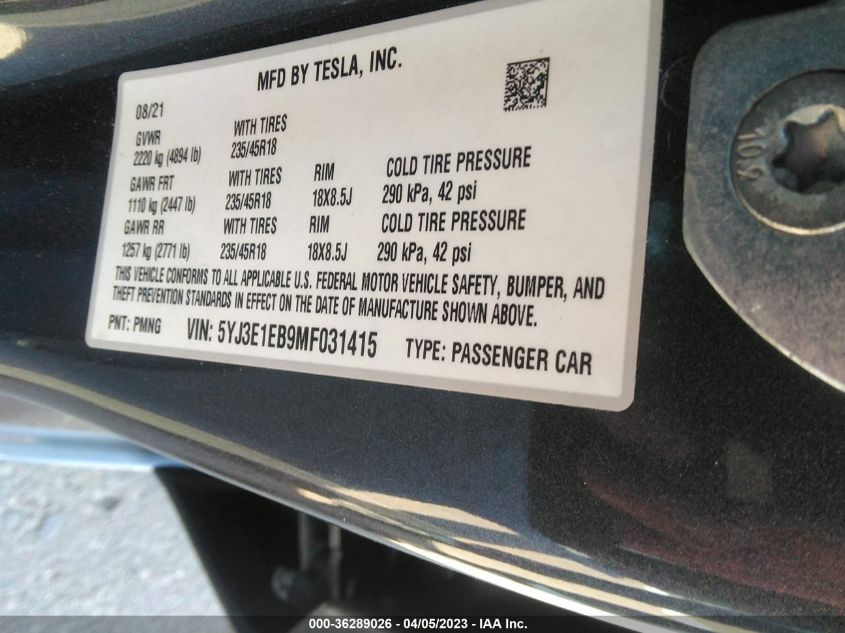 MFD BY TESLA, INC.
08/21
GVWR WITH TIRES
2220 kg (4894 lb) 235/45R18
GAWR FRT WITH TIRES RIM COLD TIRE PRESSURE
1110 kg (2447 lb) 235/45R18 18X8.5J 290 kPa, 42 psi
GAWR RR WITH TIRES RIM COLD TIRE PRESSURE
1257 kg (2771 lb) 235/45R18 18X8.5J 290 kPa, 42 psi
THIS VEHICLE CONFORMS TO ALL APPLICABLE U.S. FEDERAL MOTOR VEHICLE SAFETY, BUMPER, AND
THEFT PREVENTION STANDARDS IN EFFECT ON THE DATE OF MANUFACTURE SHOWN ABOVE.
PNT: PMNG VIN: 5YJ3E1EB9MF031415 TYPE: PASSENGER CAR
10.9
000-36289026 - 04/05/2023 - IAA Inc.